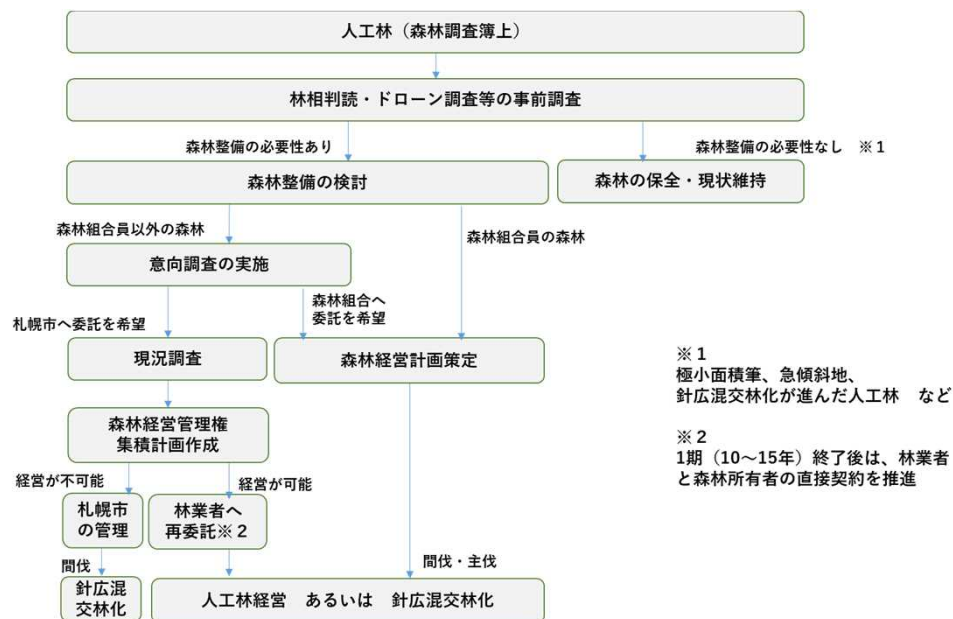 人工林（森林調査簿上）
林相判読・ドローン調査等の事前調査
森林整備の必要性あり
森林整備の必要性なし　※１
森林整備の検討
森林の保全・現状維持
森林組合員以外の森林
森林組合員の森林
意向調査の実施
森林組合へ
委託を希望
札幌市へ委託を希望
現況調査
森林経営計画策定
※１
極小面積筆、急傾斜地、
針広混交林化が進んだ人工林　など
森林経営管理権
集積計画作成
※２
1期（10～15年）終了後は、林業者
と森林所有者の直接契約を推進
経営が不可能
経営が可能
札幌市
の管理
林業者へ
再委託※２
間伐
間伐・主伐
針広混
交林化
人工林経営　あるいは　針広混交林化